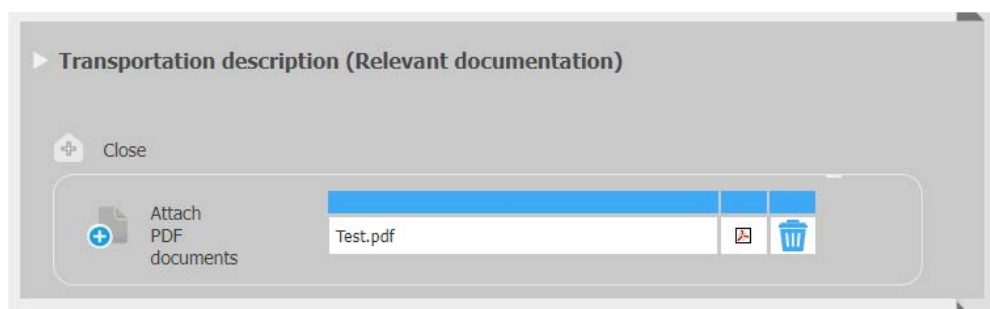 Transportation description (Relevant documentation)
Close
Attach
PDF
documents
Test.pdf